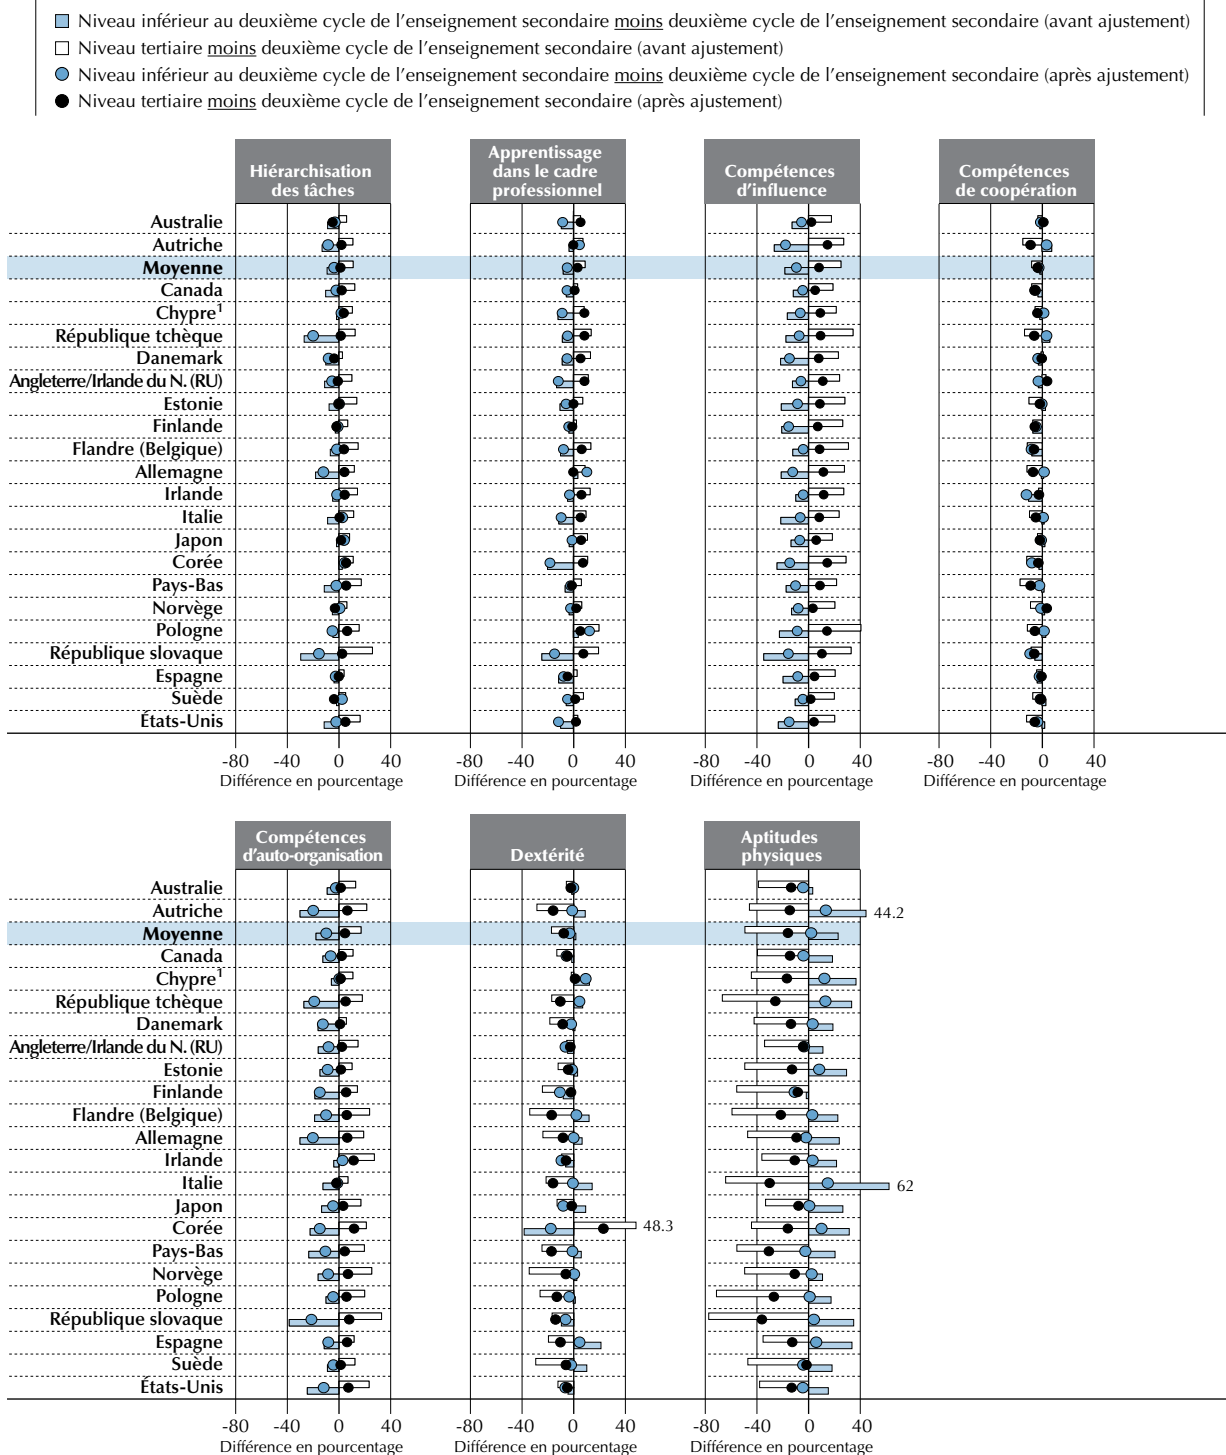 Niveau inférieur au deuxième cycle de l'enseignement secondaire moins deuxième cycle de l'enseignement secondaire (avant ajustement)
Niveau tertiaire moins deuxième cycle de l'enseignement secondaire (avant ajustement)
Niveau inférieur au deuxième cycle de l'enseignement secondaire moins deuxième cycle de l'enseignement secondaire (après ajustement)
Niveau tertiaire moins deuxième cycle de l'enseignement secondaire (après ajustement)
Hiérarchisation des tâches
Apprentissage dans le cadre professionnel
Compétences d'influence
Compétences de coopération
Australie
Autriche
Moyenne
Canada
Chypre1
République tchèque
Danemark
Angleterre/Irlande du N. (RU)
Estonie
Finlande
Flandre (Belgique)
Allemagne
Irlande
Italie
Japon
Corée
Pays-Bas
Norvège
Pologne
République slovaque
Espagne
Suède
États-Unis
-80 -40 0 40 -80 -40 0 40 -80 -40 0 40 -80 -40 0 40
Différence en pourcentage Différence en pourcentage Différence en pourcentage Différence en pourcentage
Compétences d'auto-organisation
Dextérité
Aptitudes physiques
Australie
Autriche 44.2
Moyenne
Canada
Chypre1
République tchèque
Danemark
Angleterre/Irlande du N. (RU)
Estonie
Finlande
Flandre (Belgique)
Allemagne
Irlande
Italie 62
Japon
Corée 48.3
Pays-Bas
Norvège
Pologne
République slovaque
Espagne
Suède
États-Unis
-80 -40 0 40 -80 -40 0 40 -80 -40 0 40
Différence en pourcentage Différence en pourcentage Différence en pourcentage